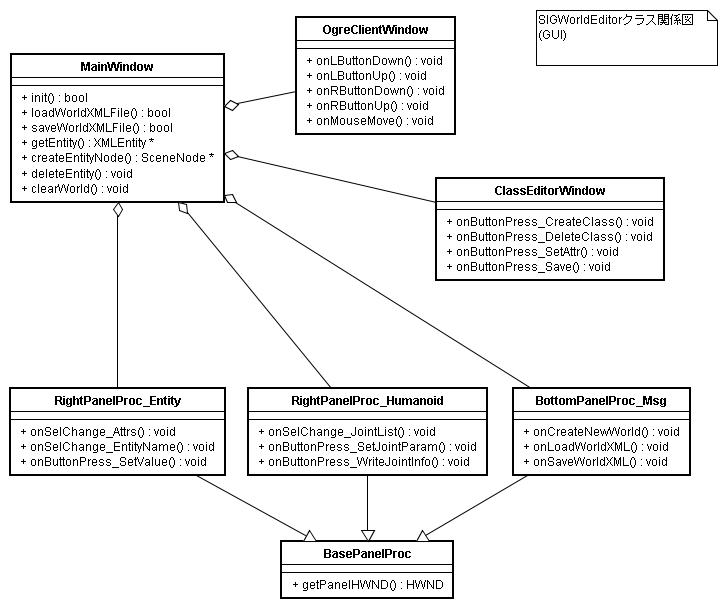 SIGWorldEditorクラス関係図
(GUI)
OgreClientWindow
+ onLButtonDown() : void
+ onLButtonUp() : void
+ onRButtonDown() : void
+ onRButtonUp() : void
+ onMouseMove() : void
MainWindow
+ init() : bool
+ loadWorldXMLFile() : bool
+ saveWorldXMLFile() : bool
+ getEntity() : XMLEntity *
+ createEntityNode() : SceneNode *
+ deleteEntity() : void
+ clearWorld() : void
ClassEditorWindow
+ onButtonPress_CreateClass() : void
+ onButtonPress_DeleteClass() : void
+ onButtonPress_SetAttr() : void
+ onButtonPress_Save() : void
RightPanelProc_Entity
+ onSelChange_Attrs() : void
+ onSelChange_EntityName() : void
+ onButtonPress_SetValue() : void
RightPanelProc_Humanoid
+ onSelChange_JointList() : void
+ onButtonPress_SetJointParam() : void
+ onButtonPress_WriteJointInfo() : void
BottomPanelProc_Msg
+ onCreateNewWorld() : void
+ onLoadWorldXML() : void
+ onSaveWorldXML() : void
BasePanelProc
+ getPanelHWND() : HWND